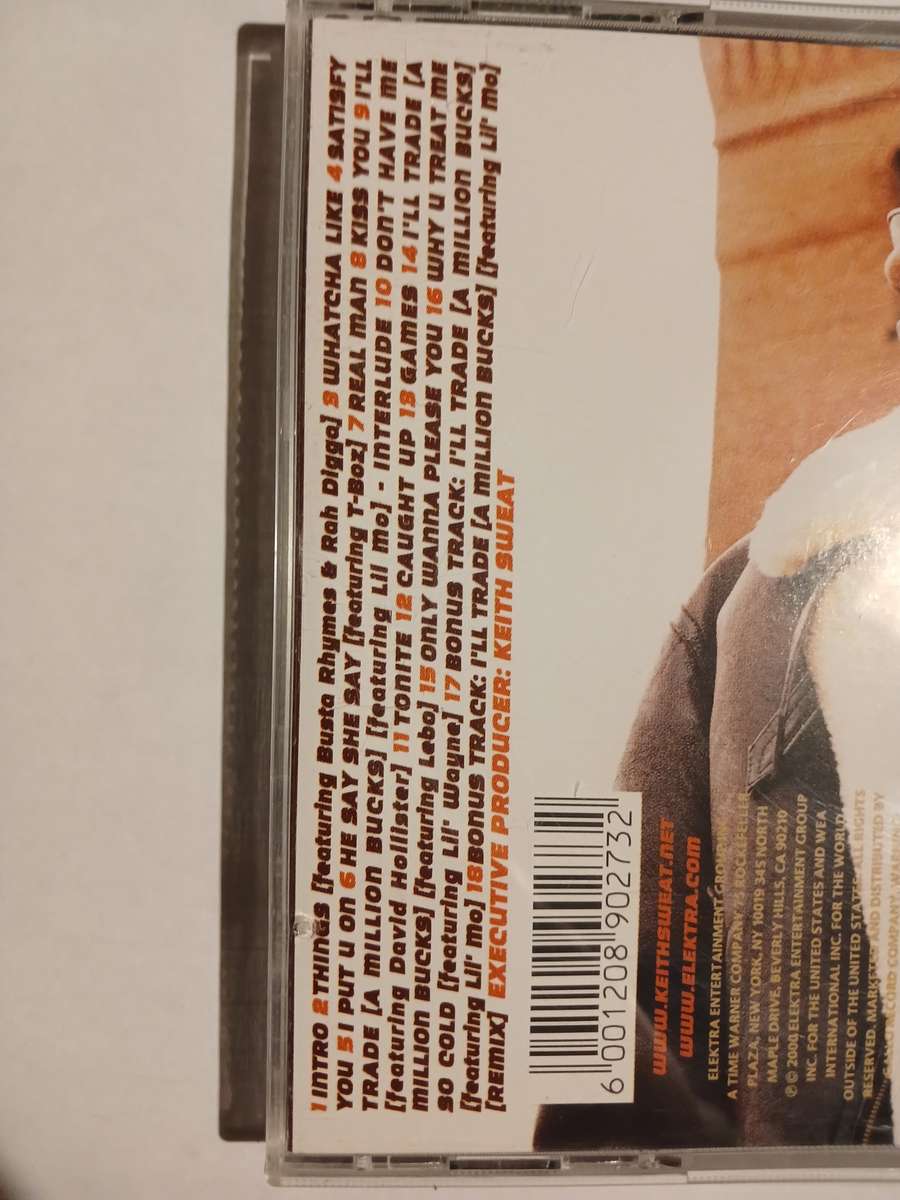 1 INTRO 2 THINGS [featuring Busta Rhymes & Rah Digga] 3 WHATCHA LIKE 4 SATISFY
YOU 5 I PUT U ON 6 HE SAY SHE SAY [featuring T-Boz] 7 REAL MAN 8 KISS YOU 9 I'LL
TRADE [A MILLION BUCKS] [featuring Lil Mo] - INTERLUDE 10 DON'T HAVE ME
[featuring David Hollister] 11 TONITE 12 CAUGHT UP 13 GAMES 14 I'LL TRADE [A
MILLION BUCKS] [featuring Lebo] 15 ONLY WANNA PLEASE YOU 16 WHY U TREAT ME
SO COLD [featuring Lil' Wayne] 17 BONUS TRACK: I'LL TRADE [A MILLION BUCKS]
[featuring Lil' Mo] 18 BONUS TRACK: I'LL TRADE [A MILLION BUCKS] [featuring Lil' Mo]
[REMIX] EXECUTIVE PRODUCER: KEITH SWEAT
6 001208 902732
WWW.KEITHSWEAT.NET
WWW.ELEKTRA.COM
ELEKTRA ENTERTAINMENT GROUP
A TIME WARNER COMPANY 75 ROCKEFELLER
PLAZA, NEW YORK, NY 10019 345 NORTH
MAPLE DRIVE, BEVERLY HILLS, CA 90210
℗© 2000 ELEKTRA ENTERTAINMENT GROUP
INC. FOR THE UNITED STATES AND WEA
INTERNATIONAL INC. FOR THE WORLD
OUTSIDE OF THE UNITED STATES. ALL RIGHTS
RESERVED. MARKETED AND DISTRIBUTED BY
RECORD COMPANY.